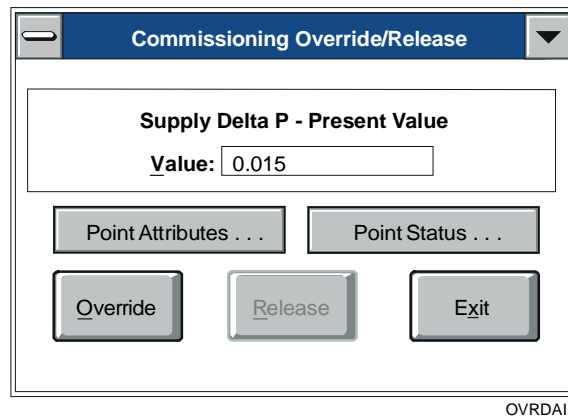 Commissioning Override/Release
Supply Delta P - Present Value
Value: 0.015
Point Attributes . . . Point Status . . .
Override Release Exit
OVRDAI